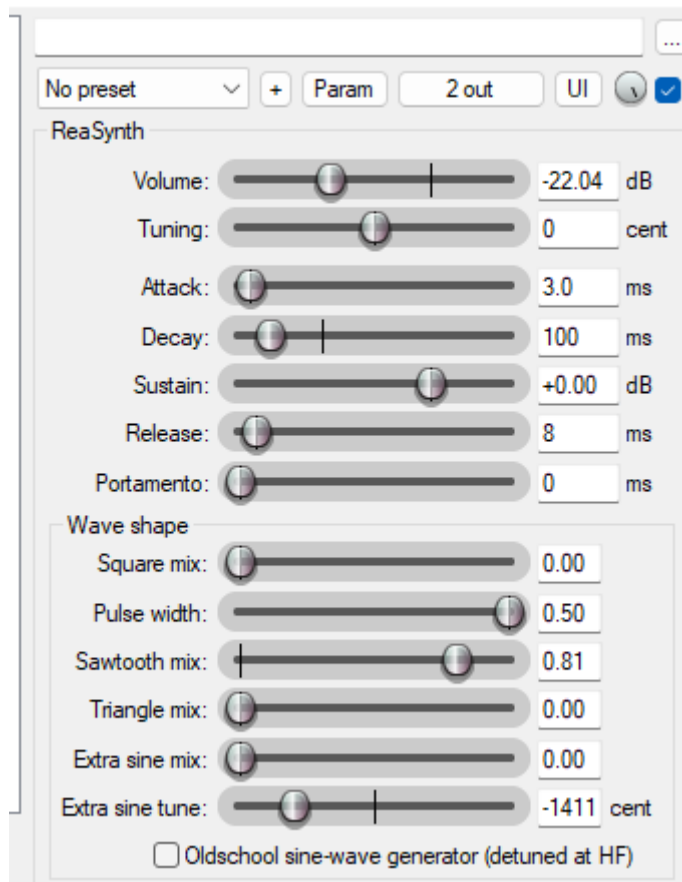 ...
No preset + Param 2 out UI
ReaSynth
Volume: -22.04 dB
Tuning: 0 cent
Attack: 3.0 ms
Decay: 100 ms
Sustain: +0.00 dB
Release: 8 ms
Portamento: 0 ms
Wave shape
Square mix: 0.00
Pulse width: 0.50
Sawtooth mix: 0.81
Triangle mix: 0.00
Extra sine mix: 0.00
Extra sine tune: -1411 cent
Oldschool sine-wave generator (detuned at HF)